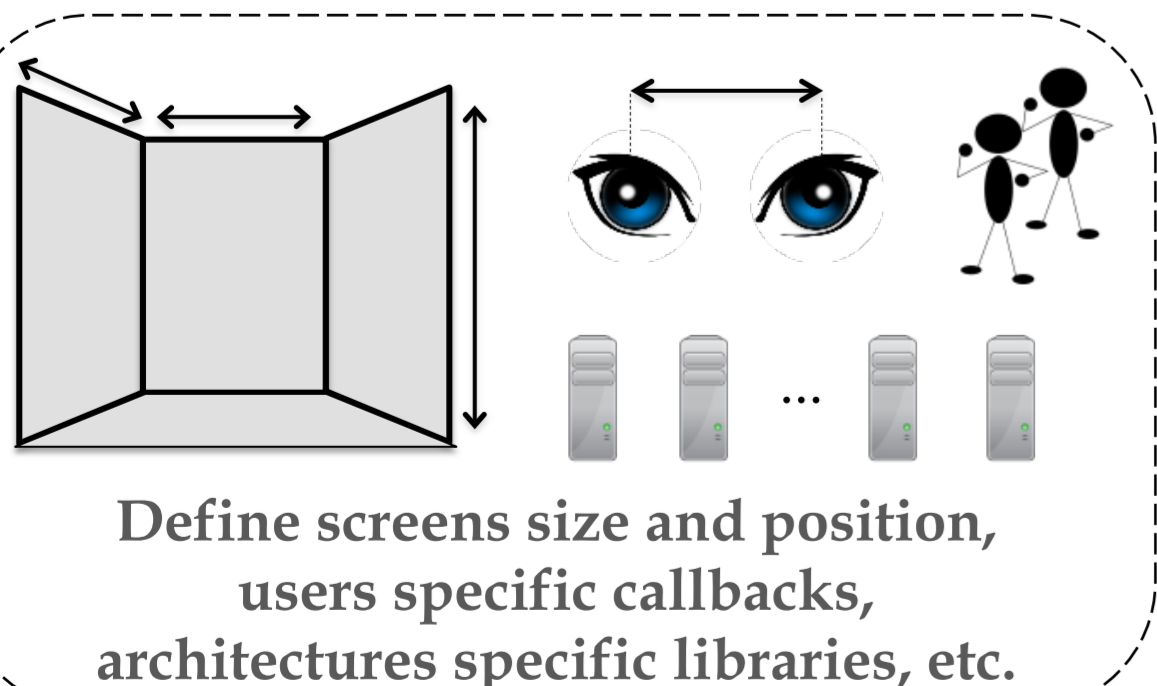 ...
Define screens size and position,
users specific callbacks,
architectures specific libraries, etc.